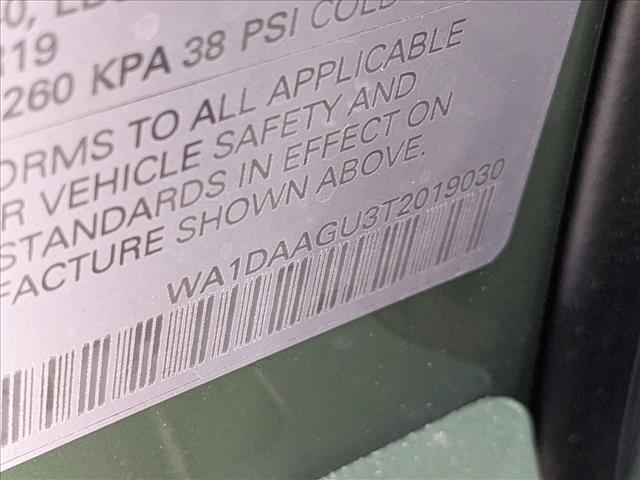 R19
260 KPA 38 PSI COLD
ORMS TO ALL APPLICABLE
R VEHICLE SAFETY AND
STANDARDS IN EFFECT ON
FACTURE SHOWN ABOVE.
WA1DAAGU3T2019030